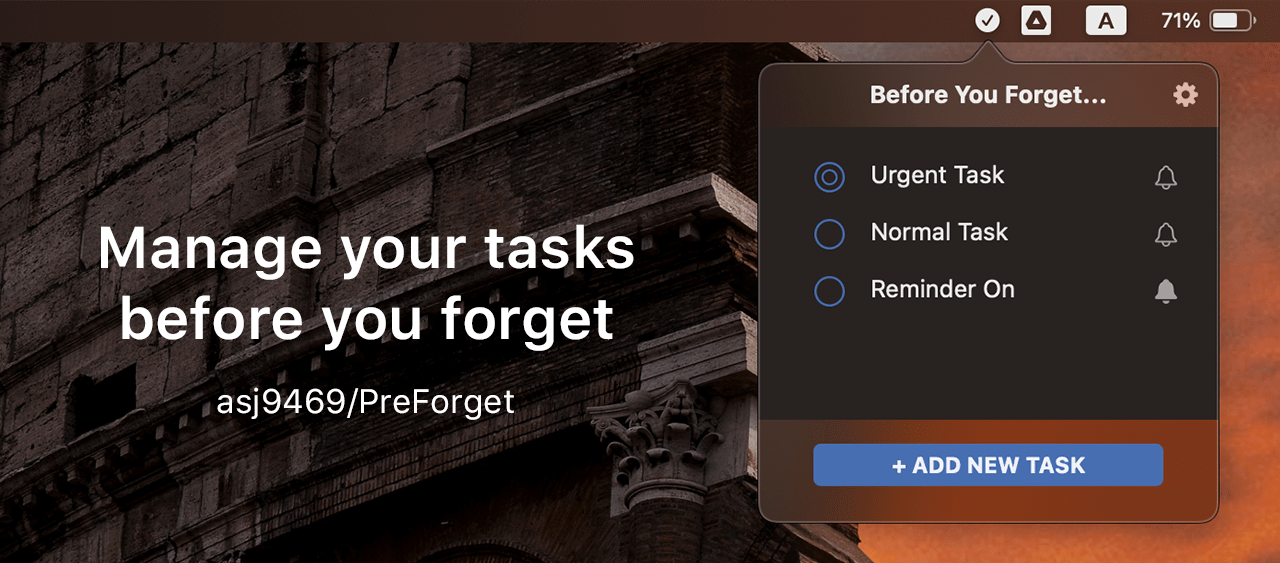 A 71%
Before You Forget...
Urgent Task
Normal Task
Reminder On
+ ADD NEW TASK
Manage your tasks
before you forget
asj9469/PreForget